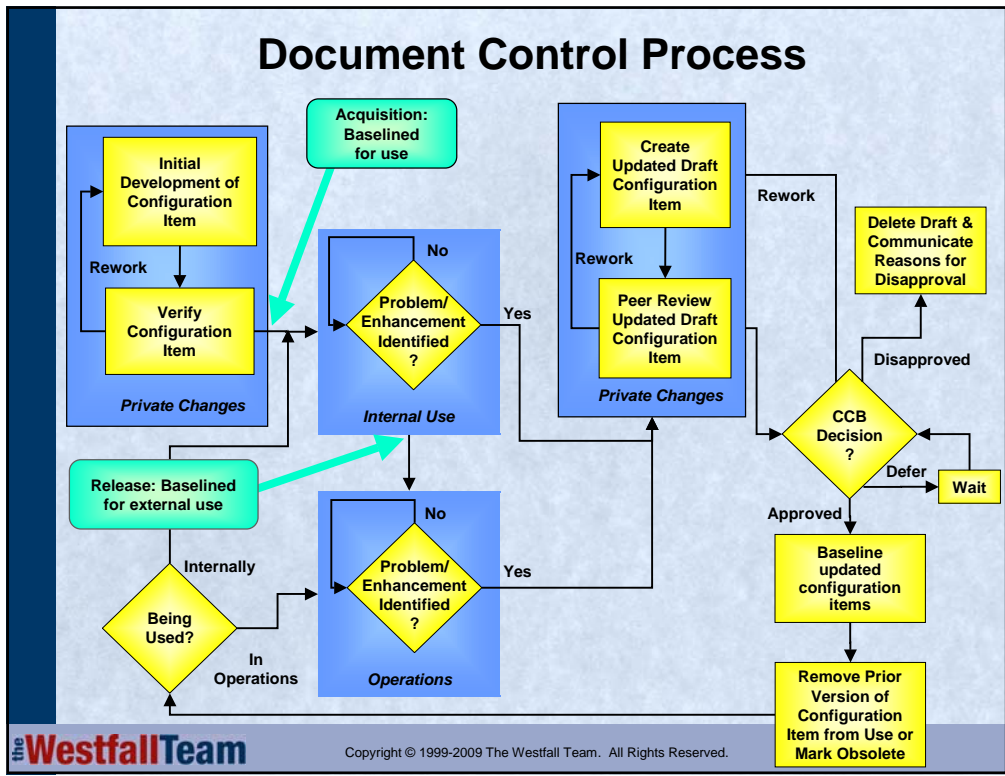 Document Control Process
Acquisition:
Baselined
for use
Initial
Development of
Configuration
Item
Rework
Verify
Configuration
Item
Private Changes
No
Problem/
Enhancement
Identified
?
Yes
Internal Use
Create
Updated Draft
Configuration
Item
Rework
Peer Review
Updated Draft
Configuration
Item
Private Changes
Rework
Delete Draft &
Communicate
Reasons for
Disapproval
Disapproved
CCB
Decision
?
Defer
Wait
Approved
Baseline
updated
configuration
items
Remove Prior
Version of
Configuration
Item from Use or
Mark Obsolete
Release: Baselined
for external use
Internally
Being
Used?
In
Operations
No
Problem/
Enhancement
Identified
?
Yes
Operations
the WestfallTeam
Copyright © 1999-2009 The Westfall Team. All Rights Reserved.